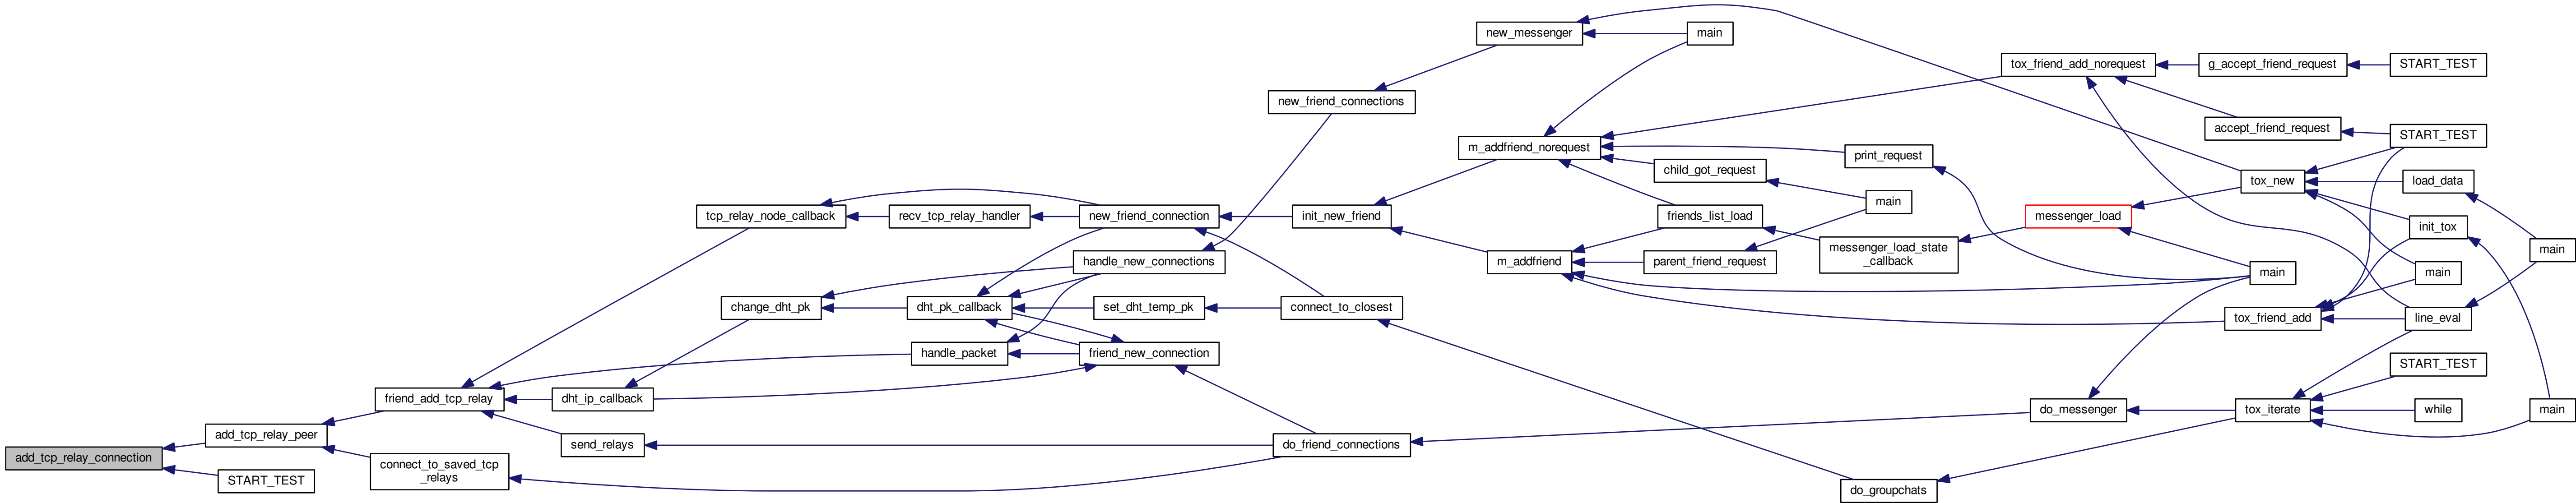 new_messenger
main
tox_friend_add_norequest
g_accept_friend_request
START_TEST
new_friend_connections
accept_friend_request
START_TEST
m_addfriend_norequest
print_request
child_got_request
tox_new
load_data
main
tcp_relay_node_callback
recv_tcp_relay_handler
new_friend_connection
init_new_friend
friends_list_load
messenger_load
init_tox
messenger_load_state
_callback
main
handle_new_connections
m_addfriend
parent_friend_request
main
main
change_dht_pk
dht_pk_callback
set_dht_temp_pk
connect_to_closest
tox_friend_add
line_eval
handle_packet
friend_new_connection
START_TEST
friend_add_tcp_relay
dht_ip_callback
do_messenger
tox_iterate
while
main
add_tcp_relay_peer
send_relays
do_friend_connections
add_tcp_relay_connection
connect_to_saved_tcp
_relays
START_TEST
do_groupchats